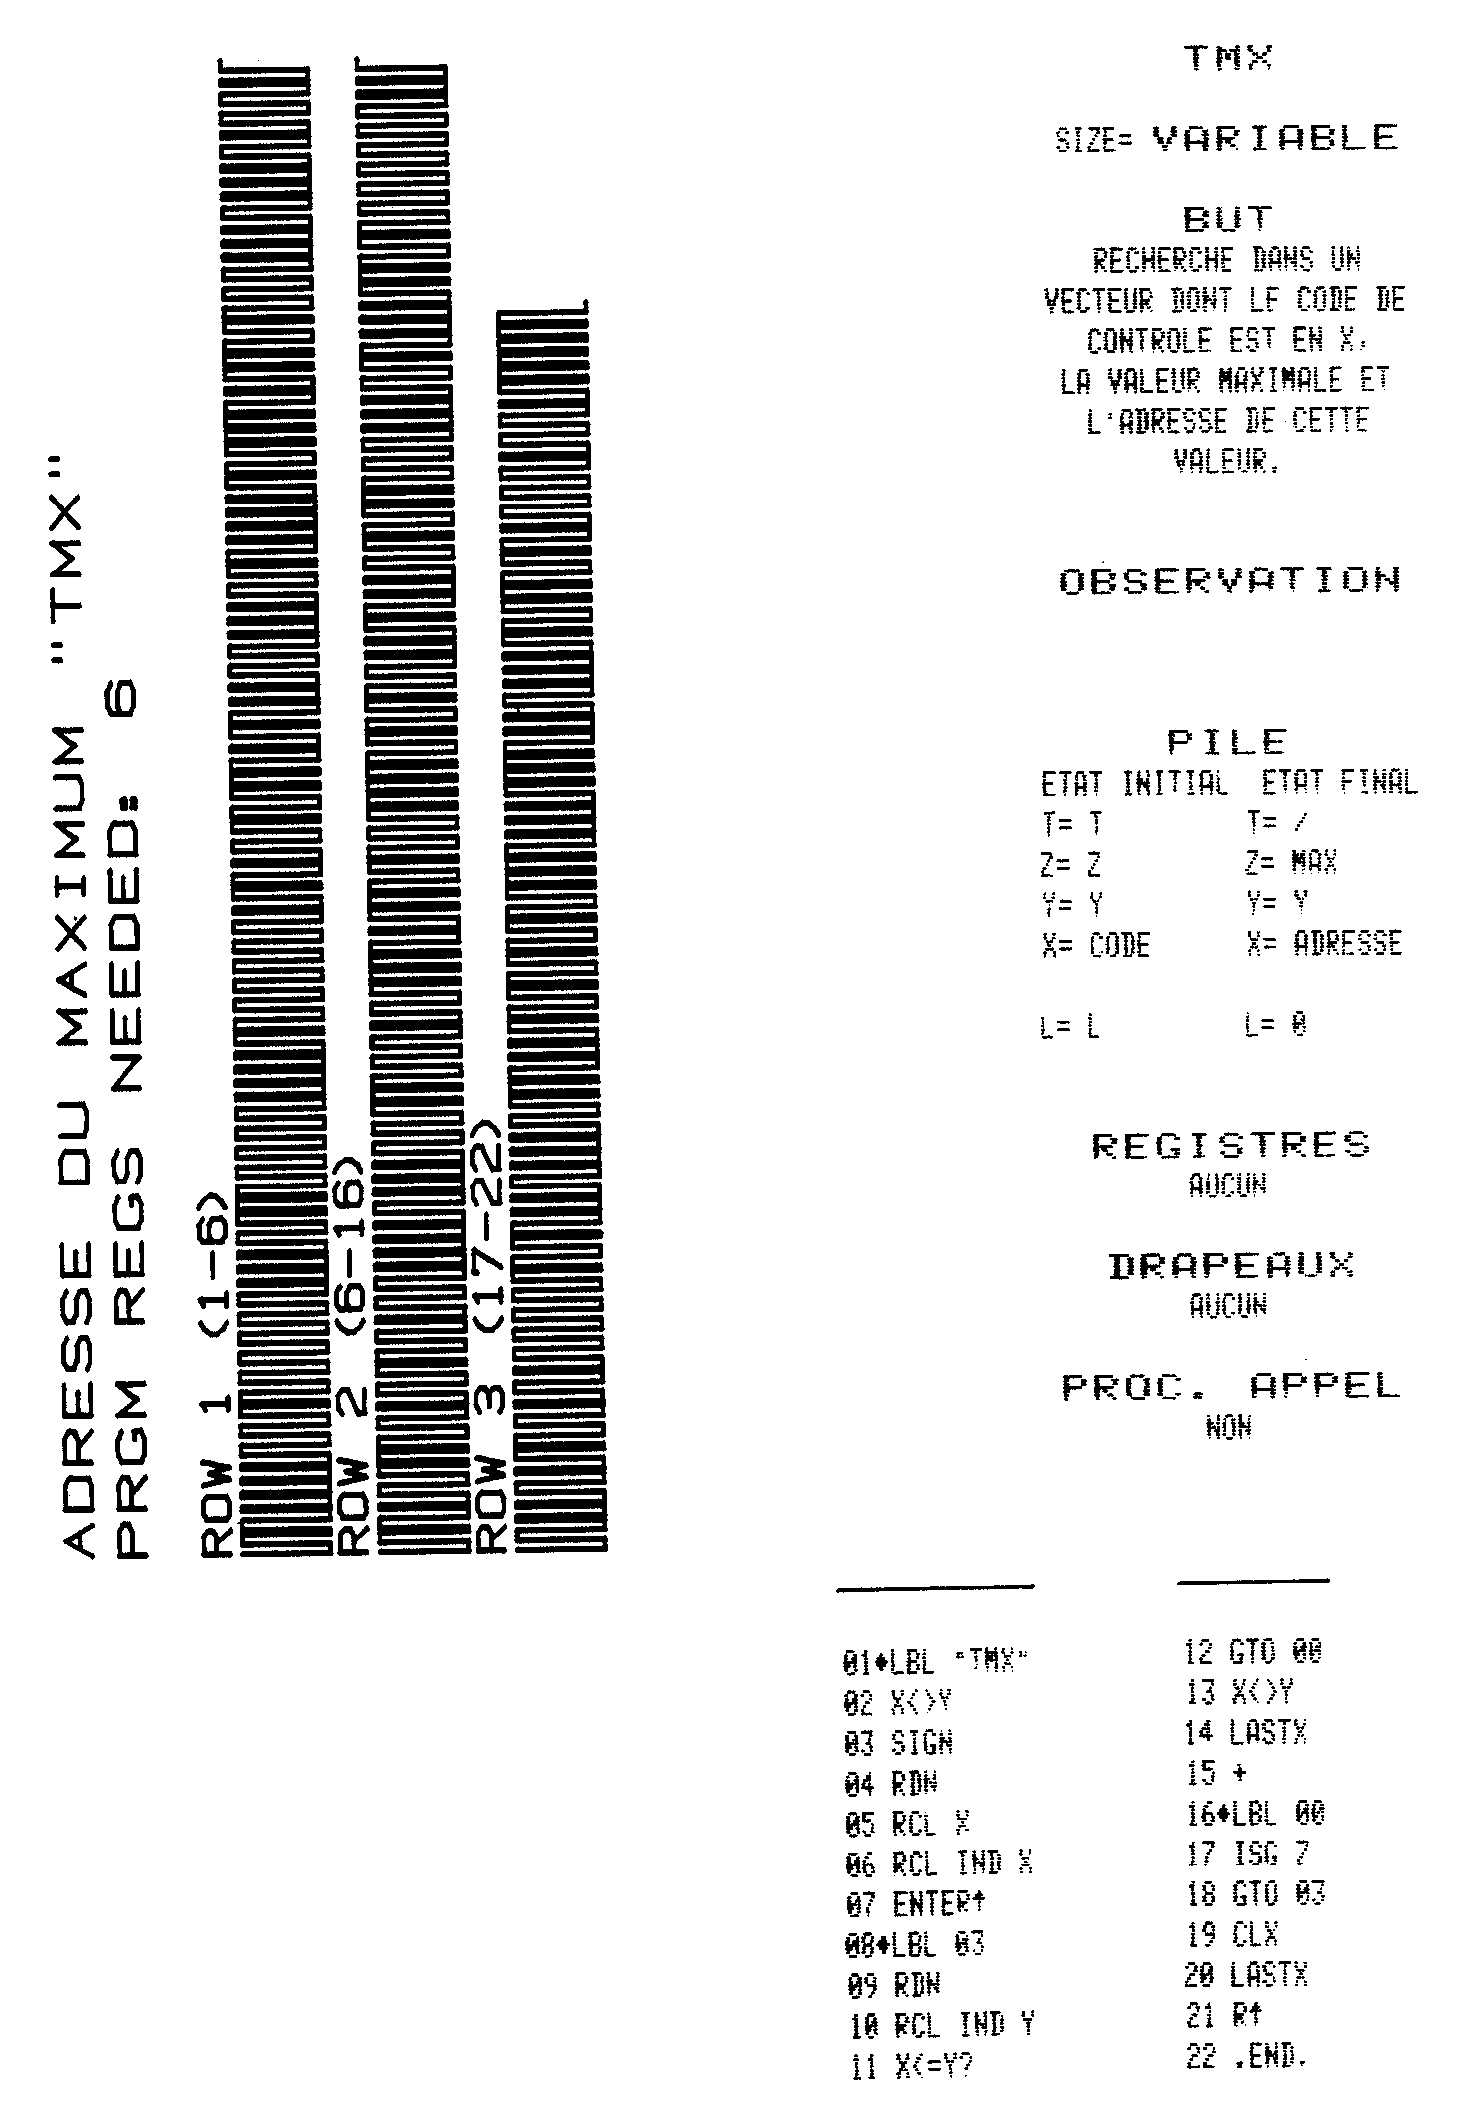 ADRESSE DU MAXIMUM "TMX"
PRGM REGS NEEDED: 6
ROW 1 (1-6)
ROW 2 (6-16)
ROW 3 (17-22)
TMX
SIZE= VARIABLE
BUT
RECHERCHE DANS UN
VECTEUR DONT LE CODE DE
CONTROLE EST EN X,
LA VALEUR MAXIMALE ET
L'ADRESSE DE CETTE
VALEUR.
OBSERVATION
PILE
ETAT INITIAL ETAT FINAL
T= T T= /
Z= Z Z= MAX
Y= Y Y= Y
X= CODE X= ADRESSE
L= L L= 0
REGISTRES
AUCUN
DRAPEAUX
AUCUN
PROC. APPEL
NON
01♦LBL "TMX"
02 X<>Y
03 SIGN
04 RDN
05 RCL X
06 RCL IND X
07 ENTER↑
08♦LBL 03
09 RDN
10 RCL IND Y
11 X<=Y?
12 GTO 00
13 X<>Y
14 LASTX
15 +
16♦LBL 00
17 ISG Z
18 GTO 03
19 CLX
20 LASTX
21 R↑
22 .END.